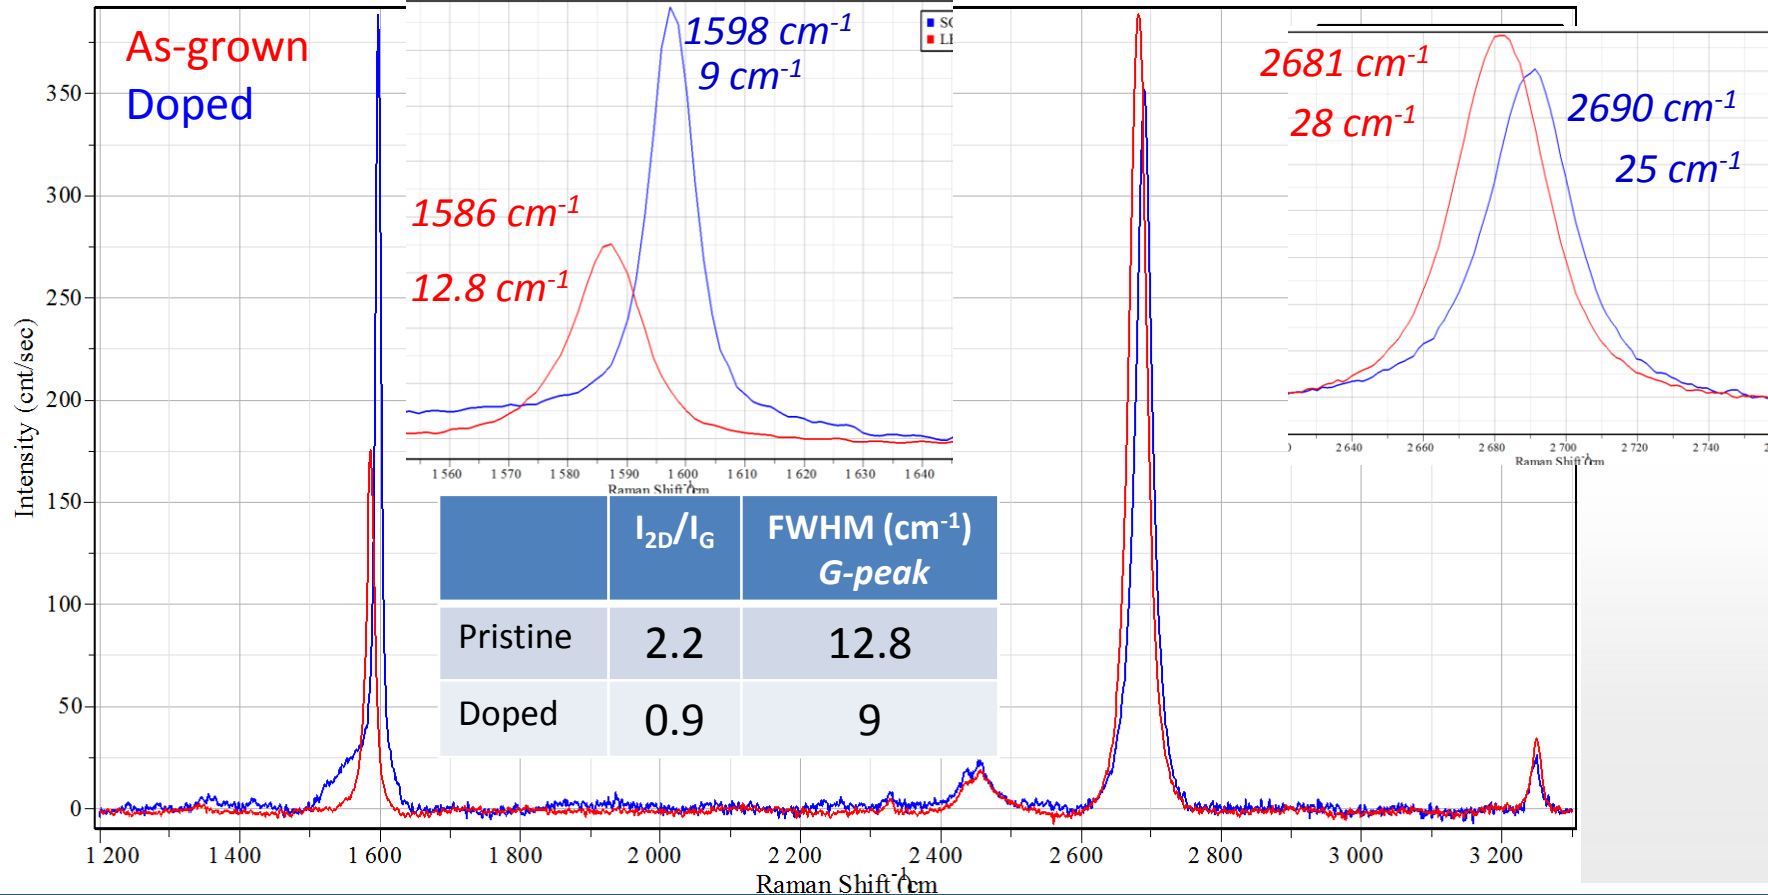 As-grown
Doped
1598 cm-1
9 cm-1
1586 cm-1
12.8 cm-1
2681 cm-1
28 cm-1
2690 cm-1
25 cm-1
1 560 1 570 1 580 1 590 1 600 1 610 1 620 1 630 1 640
2 640 2 660 2 680 2 700 2 720 2 740
Intensity (cnt/sec)
350
300
250
200
150
100
50
0
I2D/IG FWHM (cm-1)
G-peak
Pristine 2.2 12.8
Doped 0.9 9
1 200 1 400 1 600 1 800 2 000 2 200 2 400 2 600 2 800 3 000 3 200
Raman Shift